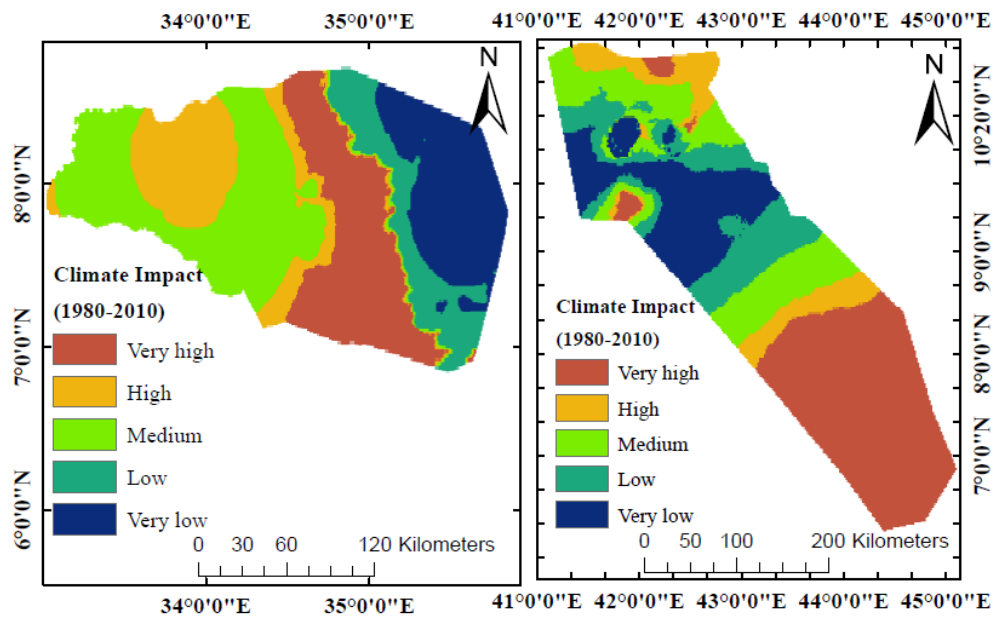 34°0'0"E 35°0'0"E 41°0'0"E 42°0'0"E 43°0'0"E 44°0'0"E 45°0'0"E
N
N
8°0'0"N
7°0'0"N
6°0'0"N
Climate Impact
(1980-2010)
Very high
High
Medium
Low
Very low
0 30 60 120 Kilometers
34°0'0"E 35°0'0"E
0'N
10°20'0"N
9°0'0"N
8°0'0"N
7°0'0"N
Climate Impact
(1980-2010)
Very high
High
Medium
Low
Very low
0 50 100 200 Kilometers
41°0'0"E 42°0'0"E 43°0'0"E 44°0'0"E 45°0'0"E